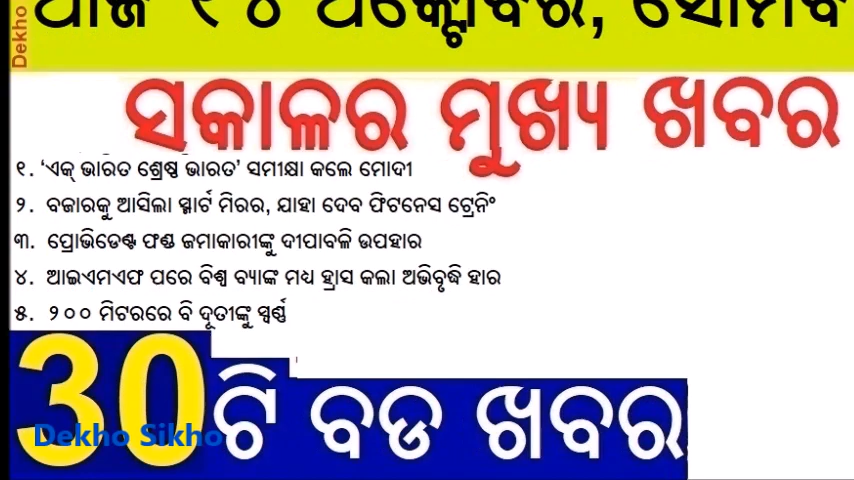 Dekho
ଆଜି ୧୪ ଅକ୍ଟୋବର, ସୋମବ
ସକାଳର ମୁଖ୍ୟ ଖବର
୧. ‘ଏକ୍ ଭାରତ ଶ୍ରେଷ୍ଠ ଭାରତ’ ସମୀକ୍ଷା କଲେ ମୋଦୀ
୨. ବଜାରକୁ ଆସିଲା ସ୍ମାର୍ଟ ମିରର, ଯାହା ଦେବ ଫିଟନେସ ଟ୍ରେନିଂ
୩. ପ୍ରୋଭିଡେଣ୍ଟ ଫଣ୍ଡ ଜମାକାରୀଙ୍କୁ ଦୀପାବଳି ଉପହାର
୪. ଆଇଏମଏଫ ପରେ ବିଶ୍ୱ ବ୍ୟାଙ୍କ ମଧ୍ୟ ହ୍ରାସ କଲା ଅଭିବୃଦ୍ଧି ହାର
୫. ୨୦୦ ମିଟରରେ ବି ଦୂତୀଙ୍କୁ ସ୍ୱର୍ଣ୍ଣ
30ଟି ବଡ ଖବର
Dekho Sikho